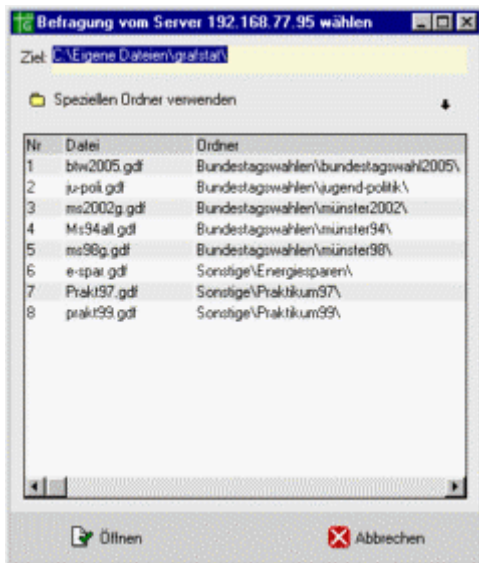 Befragung vom Server 192.168.77.95 wählen
Ziel: C:\Eigene Dateien\grafstat\
Speziellen Ordner verwenden
Nr Datei Ordner
1 btw2005.gdf Bundestagswahlen\bundestagswahl2005\
2 ju-poli.gdf Bundestagswahlen\jugend-politik\
3 ms2002g.gdf Bundestagswahlen\münster2002\
4 Ms94all.gdf Bundestagswahlen\münster94\
5 ms98g.gdf Bundestagswahlen\münster98\
6 e-spar.gdf Sonstige\Energiesparen\
7 Prakt97.gdf Sonstige\Praktikum97\
8 prakt99.gdf Sonstige\Praktikum99\
Öffnen Abbrechen